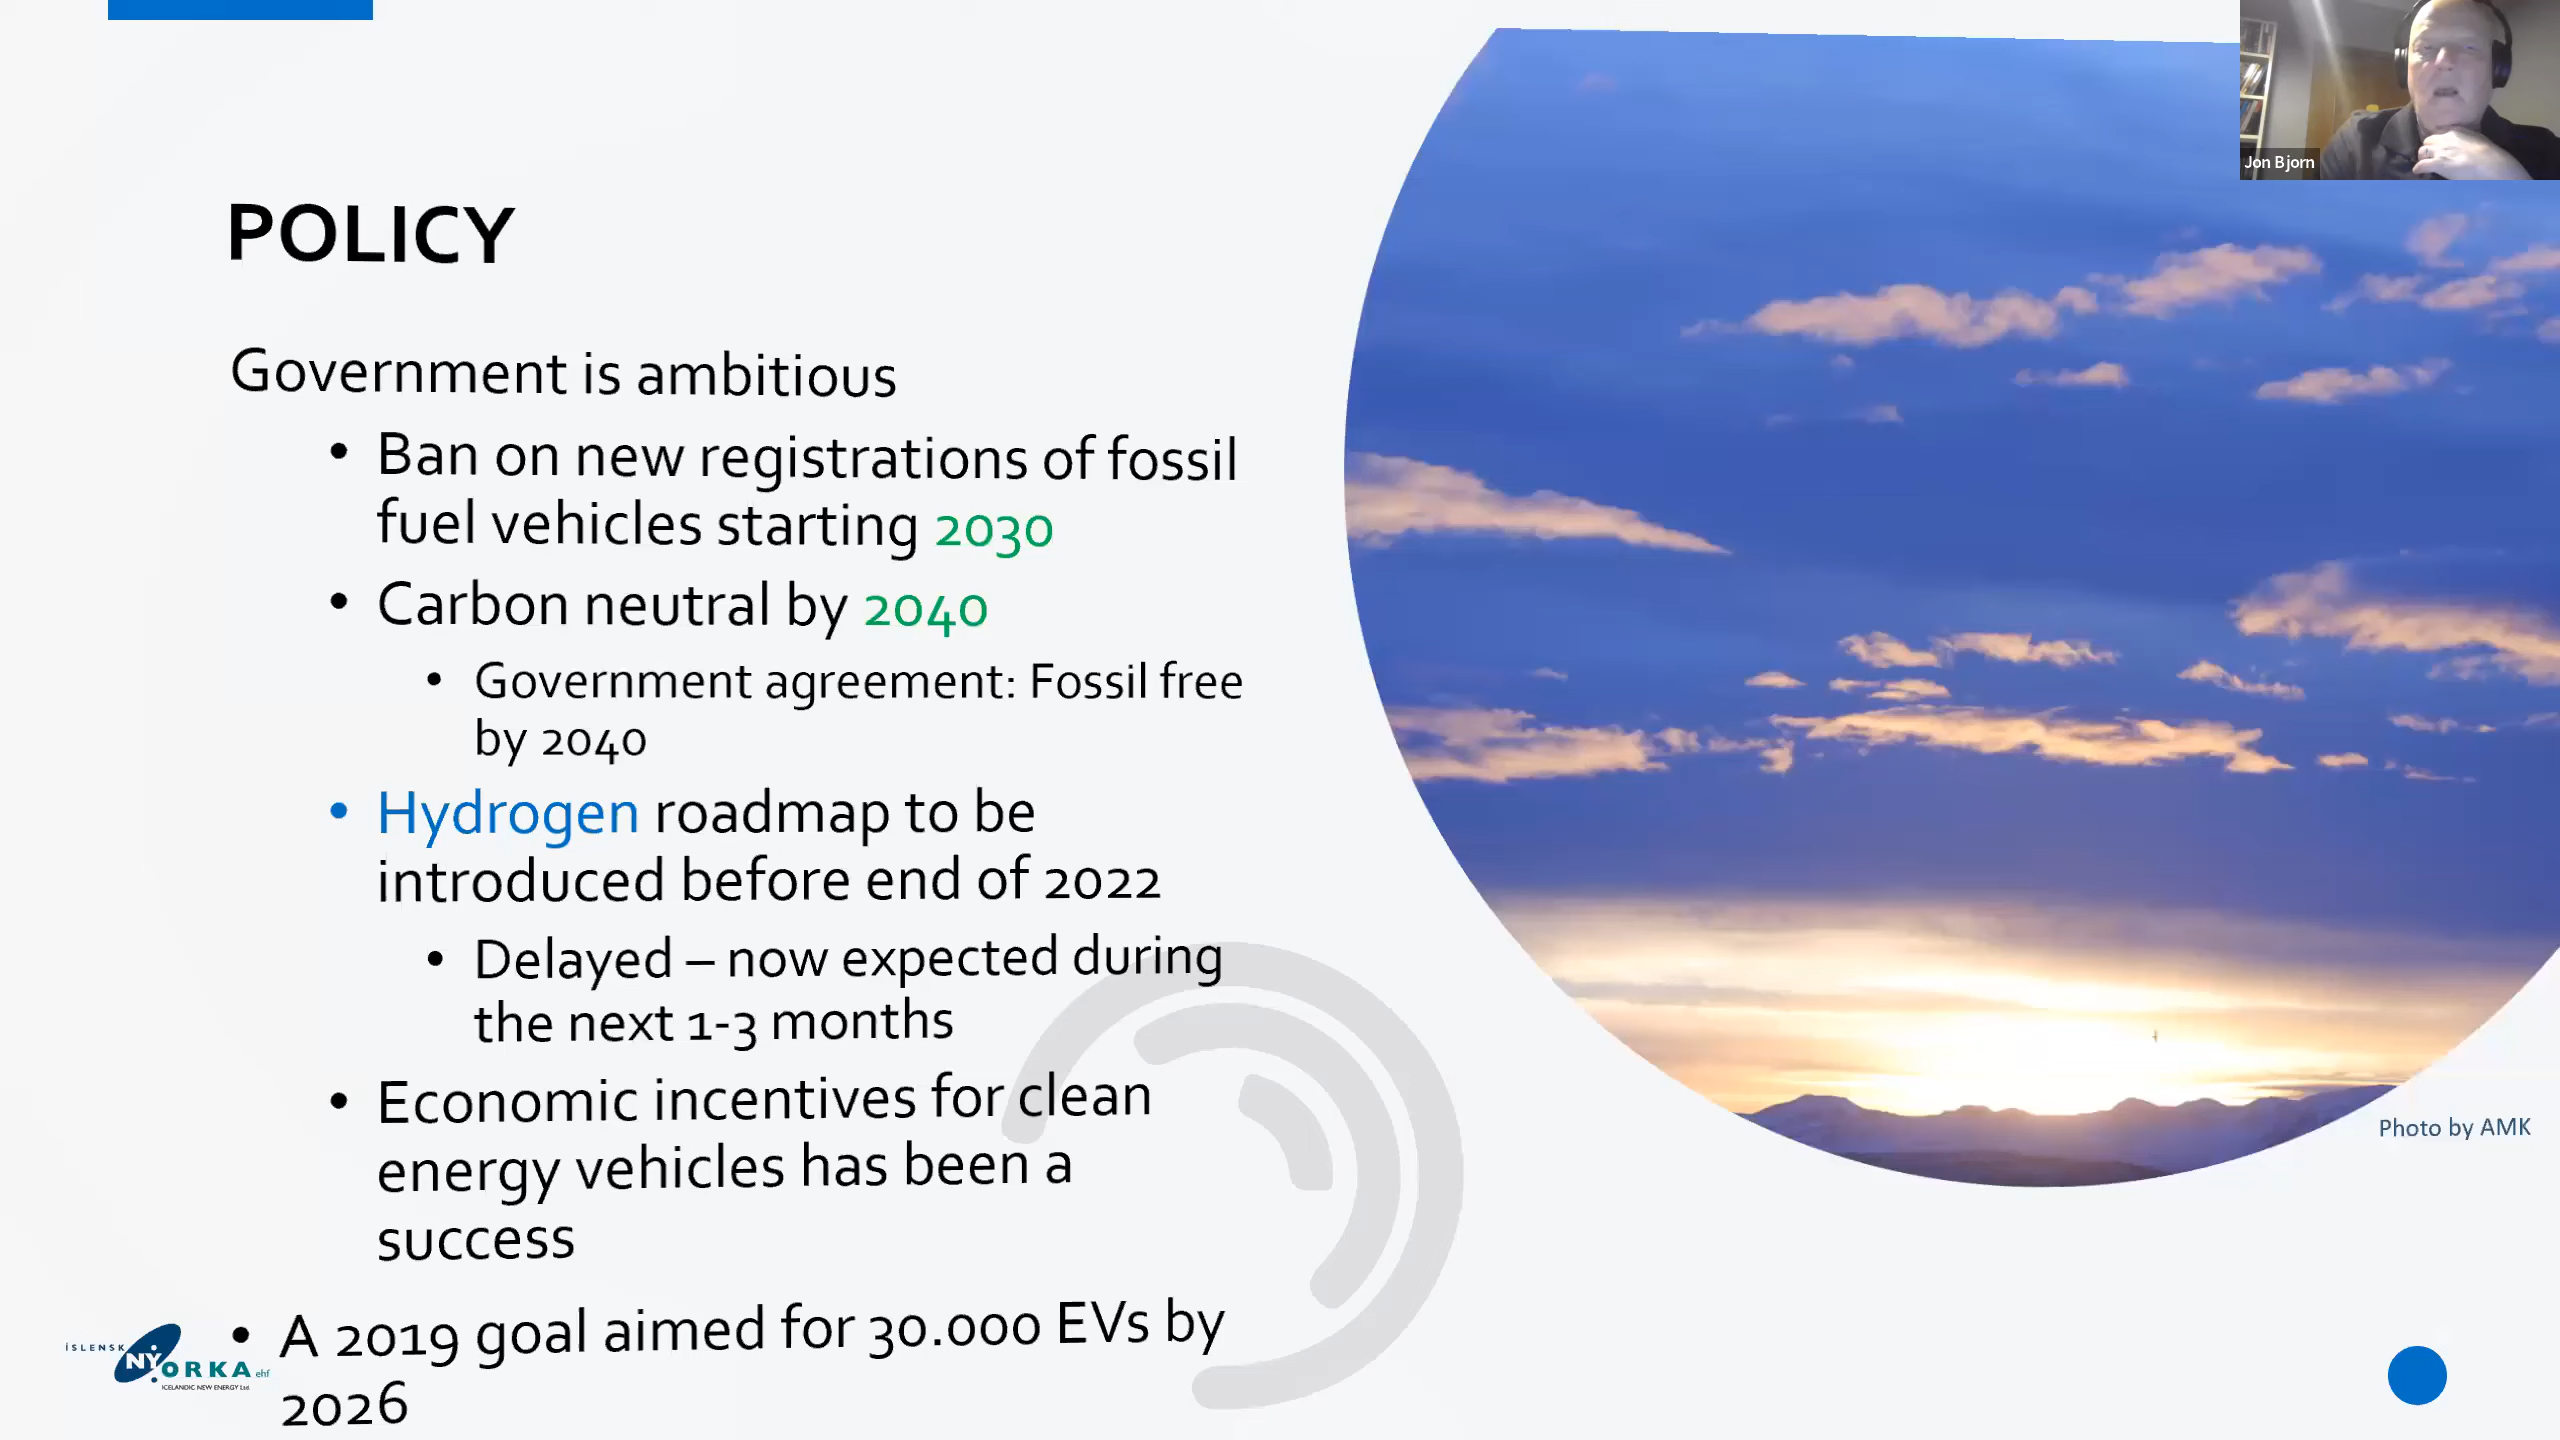 Jon Bjorn
POLICY
Government is ambitious
• Ban on new registrations of fossil
fuel vehicles starting 2030
• Carbon neutral by 2040
• Government agreement: Fossil free
by 2040
• Hydrogen roadmap to be
introduced before end of 2022
• Delayed – now expected during
the next 1-3 months
• Economic incentives for clean
energy vehicles has been a
success
• A 2019 goal aimed for 30.000 EVs by
2026
Photo by AMK
ÍSLENSK
NÝORKA ehf
ICELANDIC NEW ENERGY Ltd.